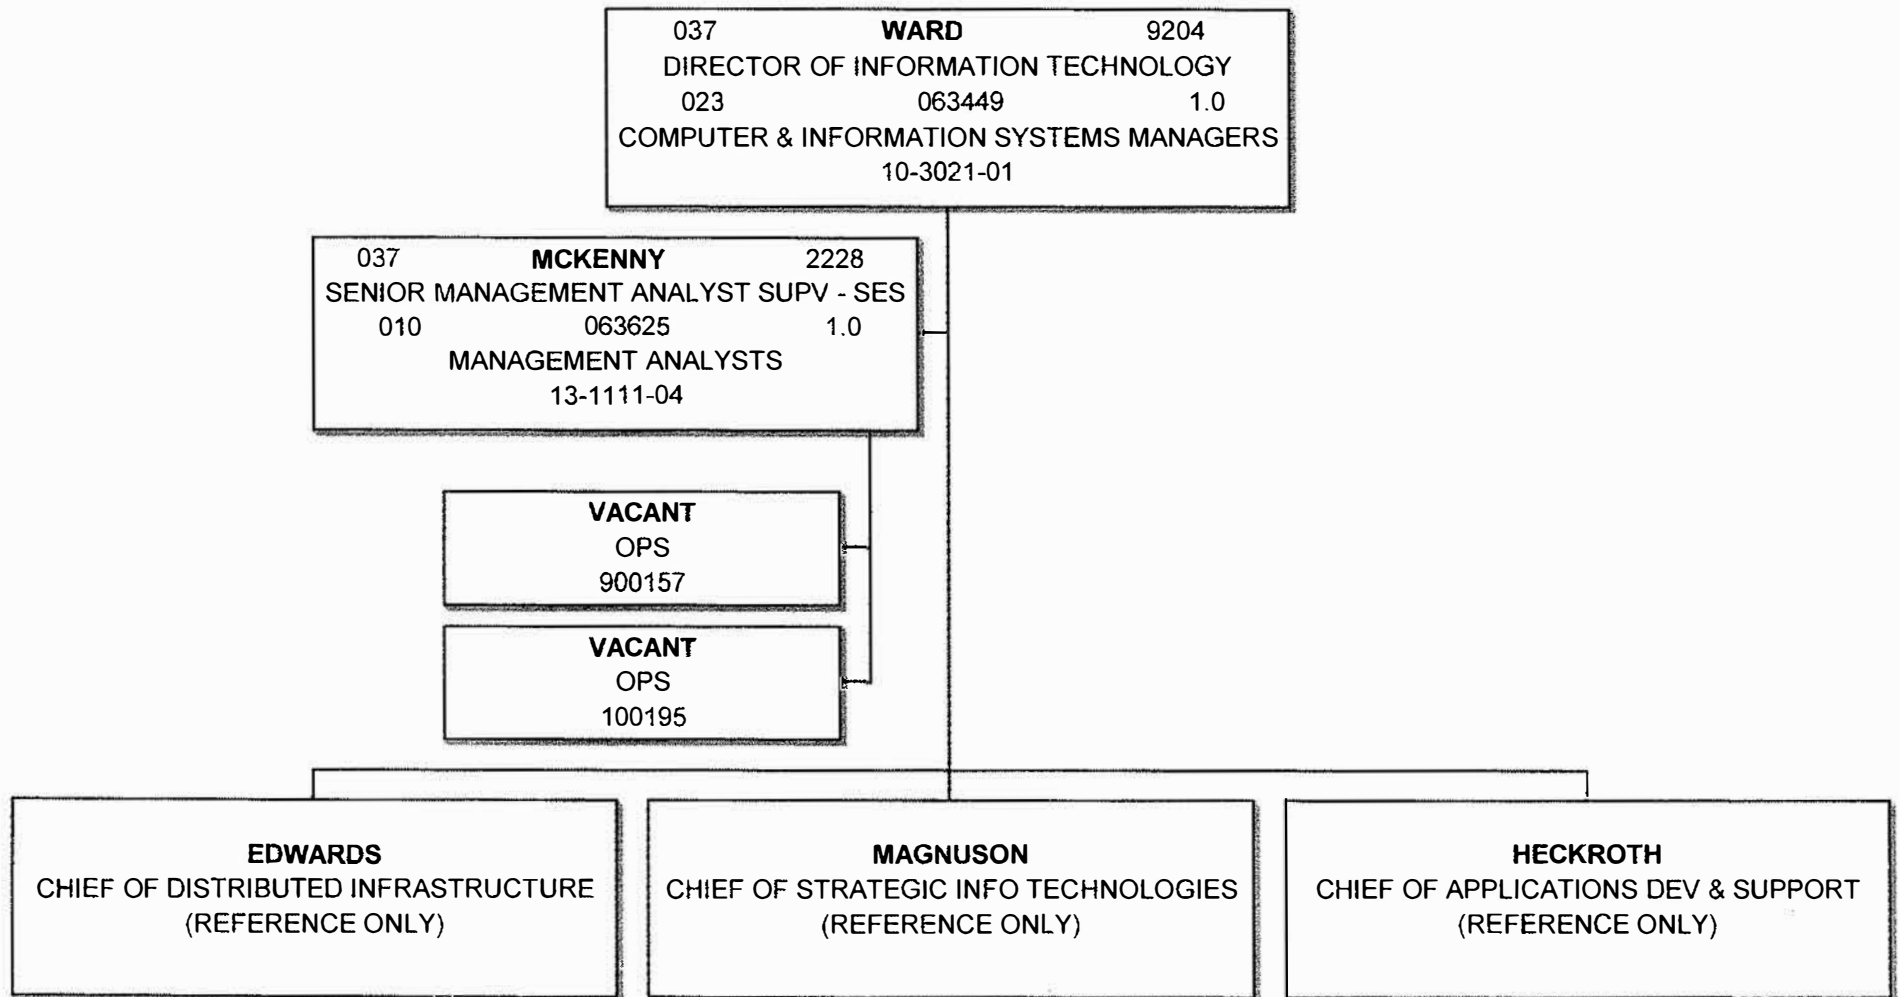 037 WARD 9204
DIRECTOR OF INFORMATION TECHNOLOGY
023 063449 1.0
COMPUTER & INFORMATION SYSTEMS MANAGERS
10-3021-01
037 MCKENNY 2228
SENIOR MANAGEMENT ANALYST SUPV - SES
010 063625 1.0
MANAGEMENT ANALYSTS
13-1111-04
VACANT
OPS
900157
VACANT
OPS
100195
EDWARDS
CHIEF OF DISTRIBUTED INFRASTRUCTURE
(REFERENCE ONLY)
MAGNUSON
CHIEF OF STRATEGIC INFO TECHNOLOGIES
(REFERENCE ONLY)
HECKROTH
CHIEF OF APPLICATIONS DEV & SUPPORT
(REFERENCE ONLY)